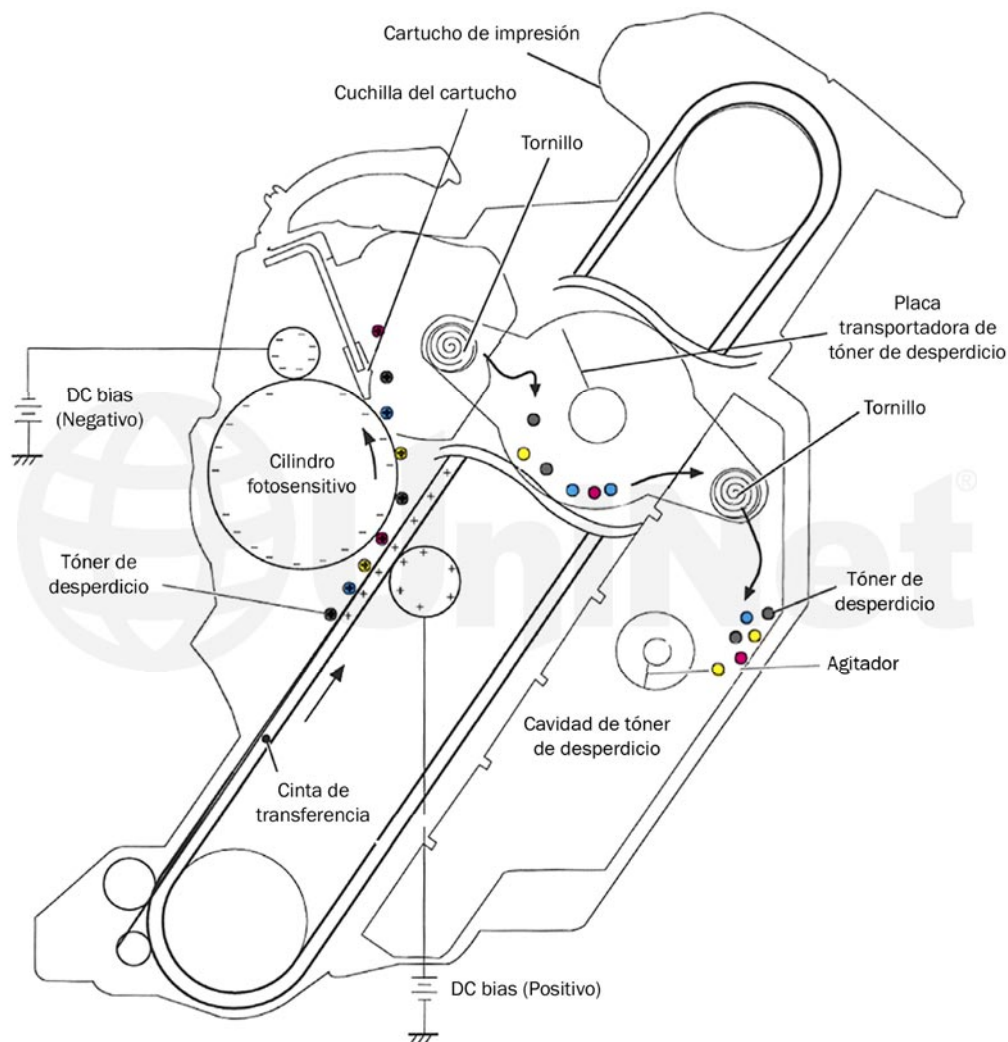 Cartucho de impresión
Cuchilla del cartucho
Tornillo
Placa
transportadora de
tóner de desperdicio
DC bias
(Negativo)
Tornillo
Cilindro
fotosensitivo
UniNet®
Tóner de
desperdicio
Tóner de
desperdicio
Agitador
Cavidad de tóner
de desperdicio
Cinta de
transferencia
DC bias (Positivo)